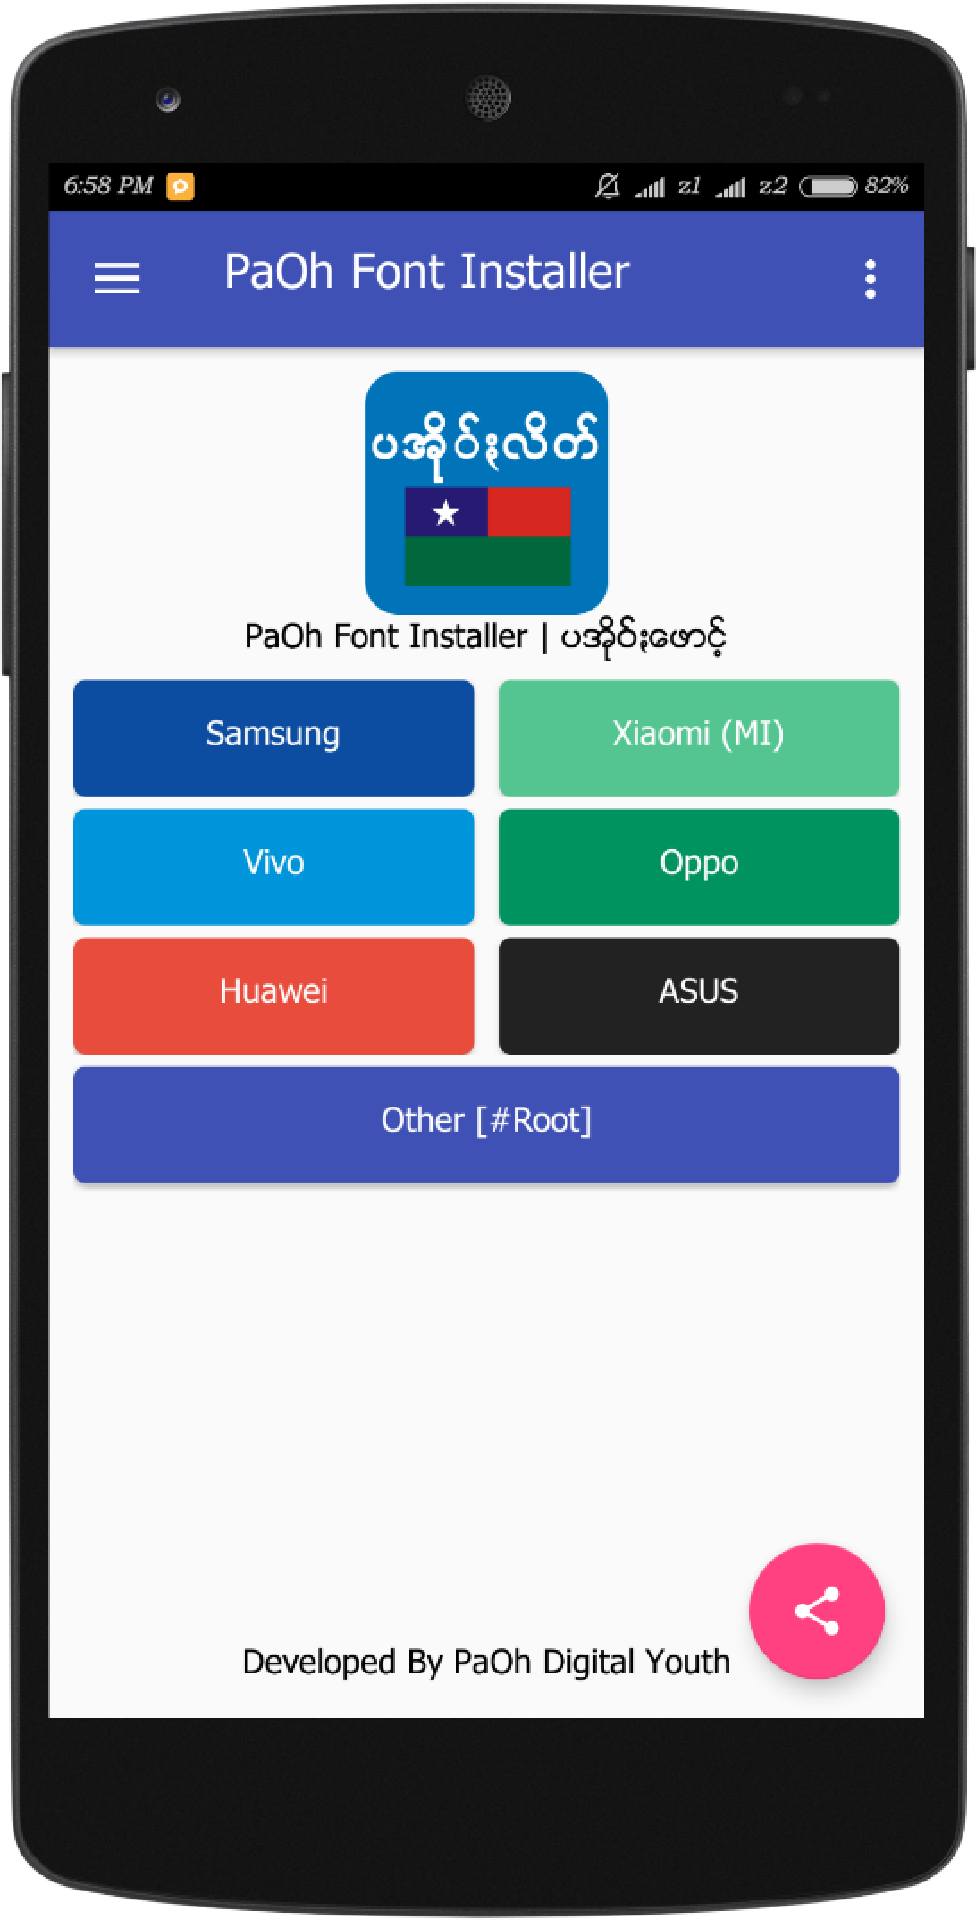 6:58 PM z1 z2 82%
PaOh Font Installer
ပအိုဝ်ႏလိတ်
PaOh Font Installer | ပအိုဝ်ႏဖောင့်
Samsung Xiaomi (MI)
Vivo Oppo
Huawei ASUS
Other [#Root]
Developed By PaOh Digital Youth